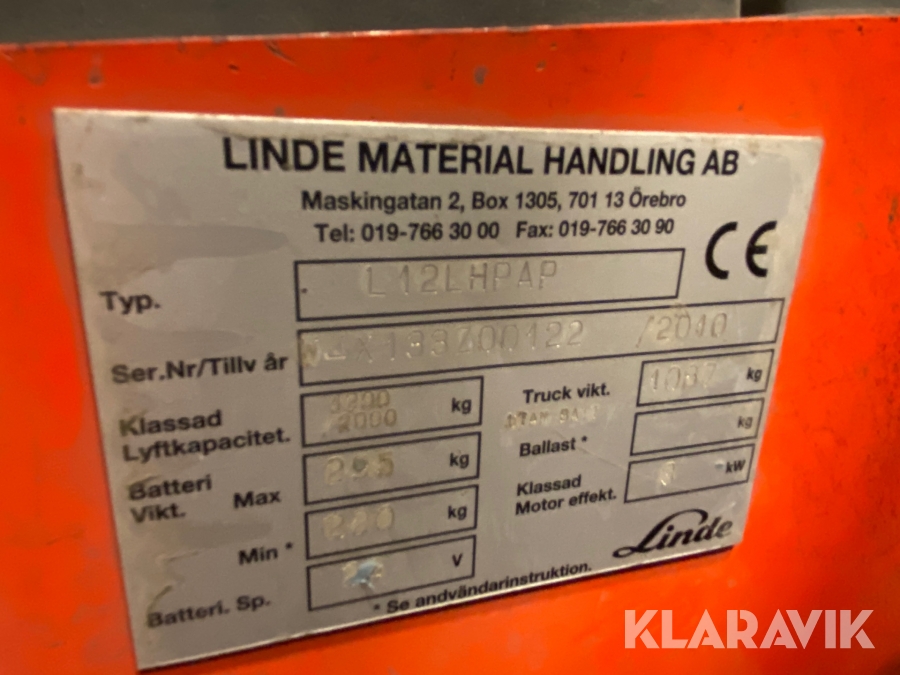 LINDE MATERIAL HANDLING AB
Maskingatan 2, Box 1305, 701 13 Örebro
Tel: 019-766 30 00 Fax: 019-766 30 90
CE
Typ. L12LHPAP
Ser.Nr/Tillv år /2010
Klassad
Lyftkapacitet. 1200 2000 kg
Truck vikt. kg
Ballast * kg
Batteri
Vikt. Max kg
Klassad
Motor effekt. kW
Min * kg
Batteri. Sp. V
Linde
* Se andvändarinstruktion.
KLARAVIK